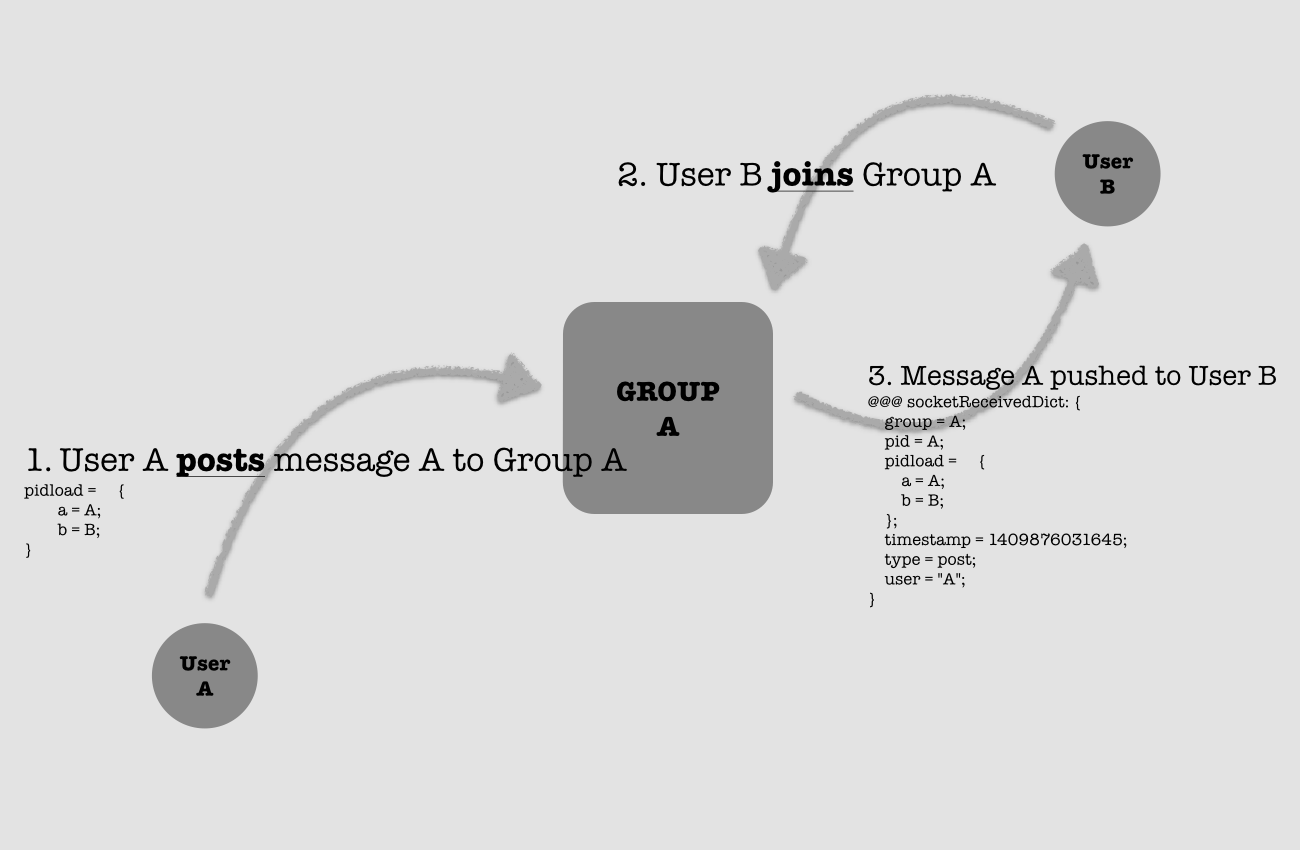 2. User B joins Group A
User
B
GROUP
A
3. Message A pushed to User B
@@@ socketReceivedDict: {
group = A;
pid = A;
pidload = {
a = A;
b = B;
};
timestamp = 1409876031645;
type = post;
user = "A";
}
1. User A posts message A to Group A
pidload = {
a = A;
b = B;
}
User
A